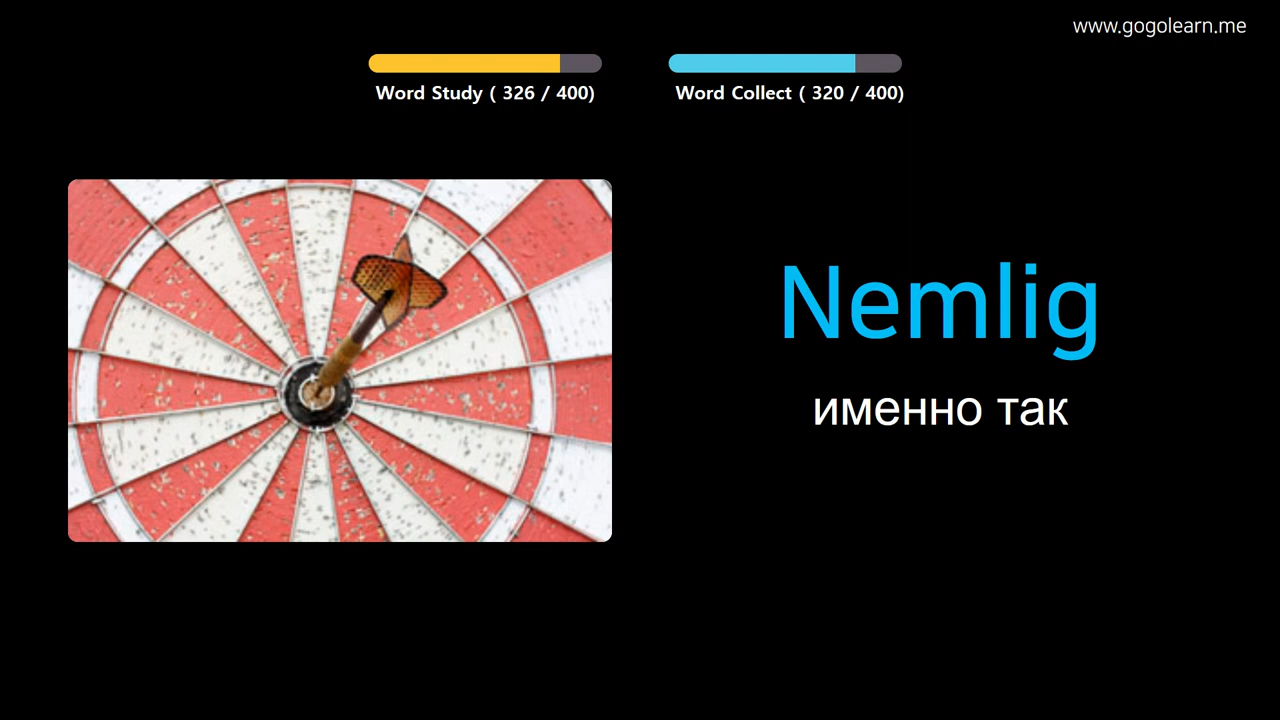 www.gogolearn.me
Word Study ( 326 / 400)
Word Collect ( 320 / 400)
Nemlig
именно так